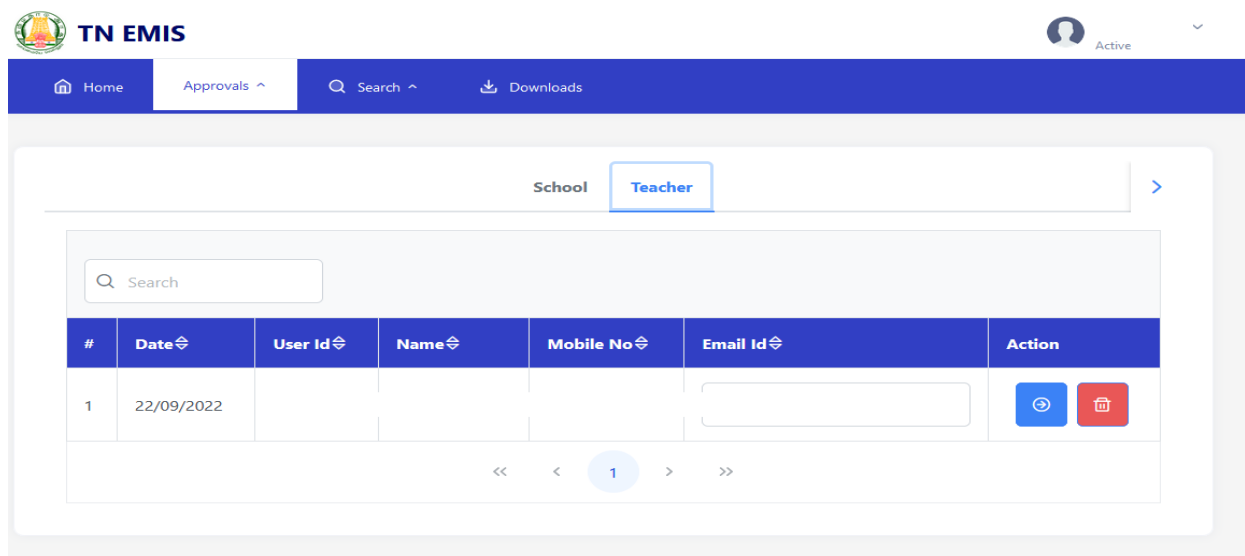 TN EMIS
Active
Home Approvals Search Downloads
School Teacher
Search
# Date User Id Name Mobile No Email Id Action
1 22/09/2022
<< < 1 > >>